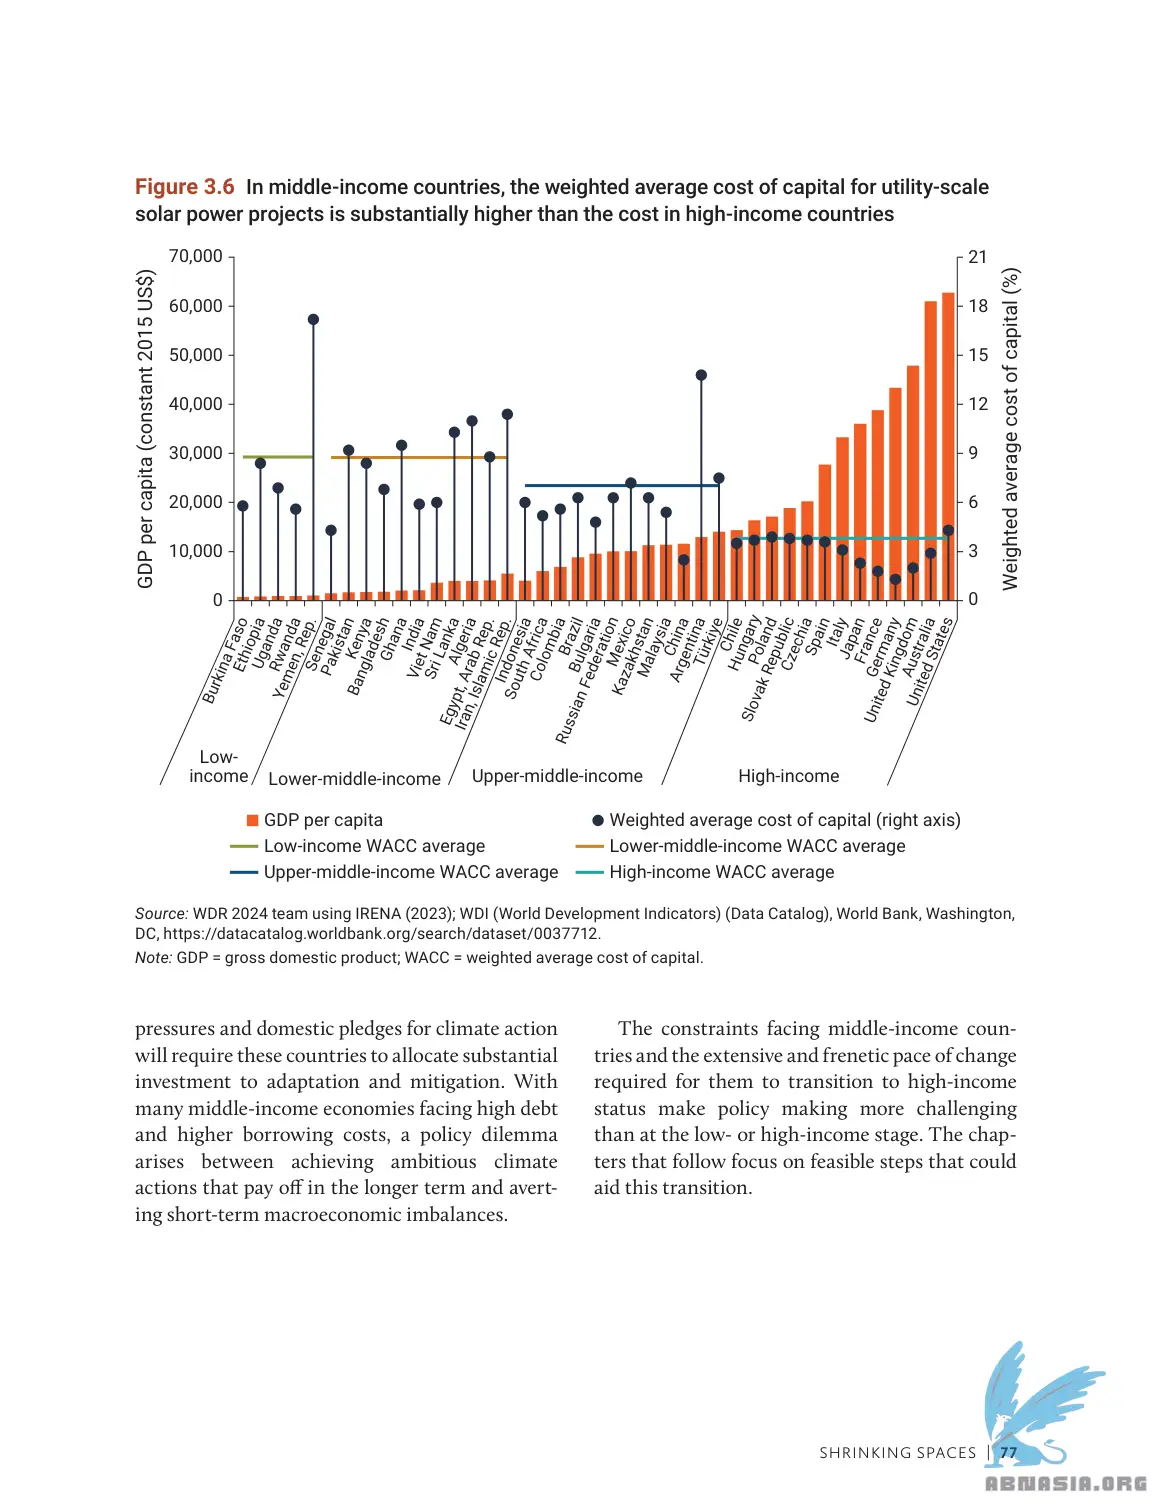 Figure 3.6 In middle-income countries, the weighted average cost of capital for utility-scale
solar power projects is substantially higher than the cost in high-income countries
GDP per capita (constant 2015 US$)
70,000
60,000
50,000
40,000
30,000
20,000
10,000
0
21
18
15
12
9
6
3
0
Weighted average cost of capital (%)
Burkina Faso
Ethiopia
Uganda
Rwanda
Yemen, Rep.
Senegal
Pakistan
Kenya
Bangladesh
Ghana
India
Viet Nam
Sri Lanka
Algeria
Egypt, Arab Rep.
Iran, Islamic Rep.
Indonesia
South Africa
Colombia
Brazil
Bulgaria
Russian Federation
Mexico
Kazakhstan
Malaysia
China
Argentina
Türkiye
Chile
Hungary
Poland
Slovak Republic
Czechia
Spain
Italy
Japan
France
Germany
United Kingdom
Australia
United States
Low-
income
Lower-middle-income
Upper-middle-income
High-income
GDP per capita
Weighted average cost of capital (right axis)
Low-income WACC average
Lower-middle-income WACC average
Upper-middle-income WACC average
High-income WACC average
Source: WDR 2024 team using IRENA (2023); WDI (World Development Indicators) (Data Catalog), World Bank, Washington,
DC, https://datacatalog.worldbank.org/search/dataset/0037712.
Note: GDP = gross domestic product; WACC = weighted average cost of capital.
pressures and domestic pledges for climate action
will require these countries to allocate substantial
investment to adaptation and mitigation. With
many middle-income economies facing high debt
and higher borrowing costs, a policy dilemma
arises between achieving ambitious climate
actions that pay off in the longer term and avert-
ing short-term macroeconomic imbalances.
The constraints facing middle-income coun-
tries and the extensive and frenetic pace of change
required for them to transition to high-income
status make policy making more challenging
than at the low- or high-income stage. The chap-
ters that follow focus on feasible steps that could
aid this transition.
SHRINKING SPACES | 77
ABNASIA.ORG